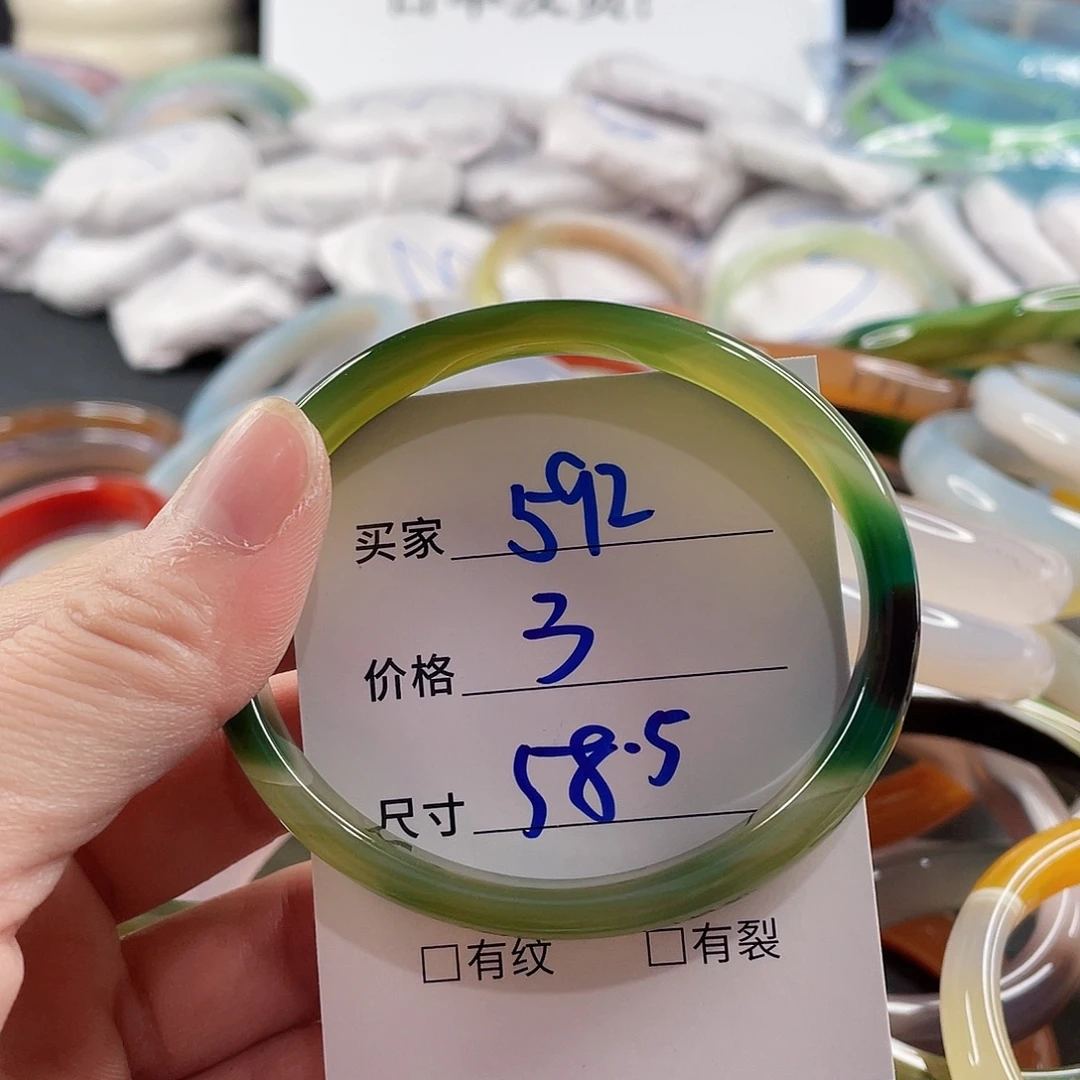 买家 592
价格 3
尺寸 58.5
□有纹 □有裂